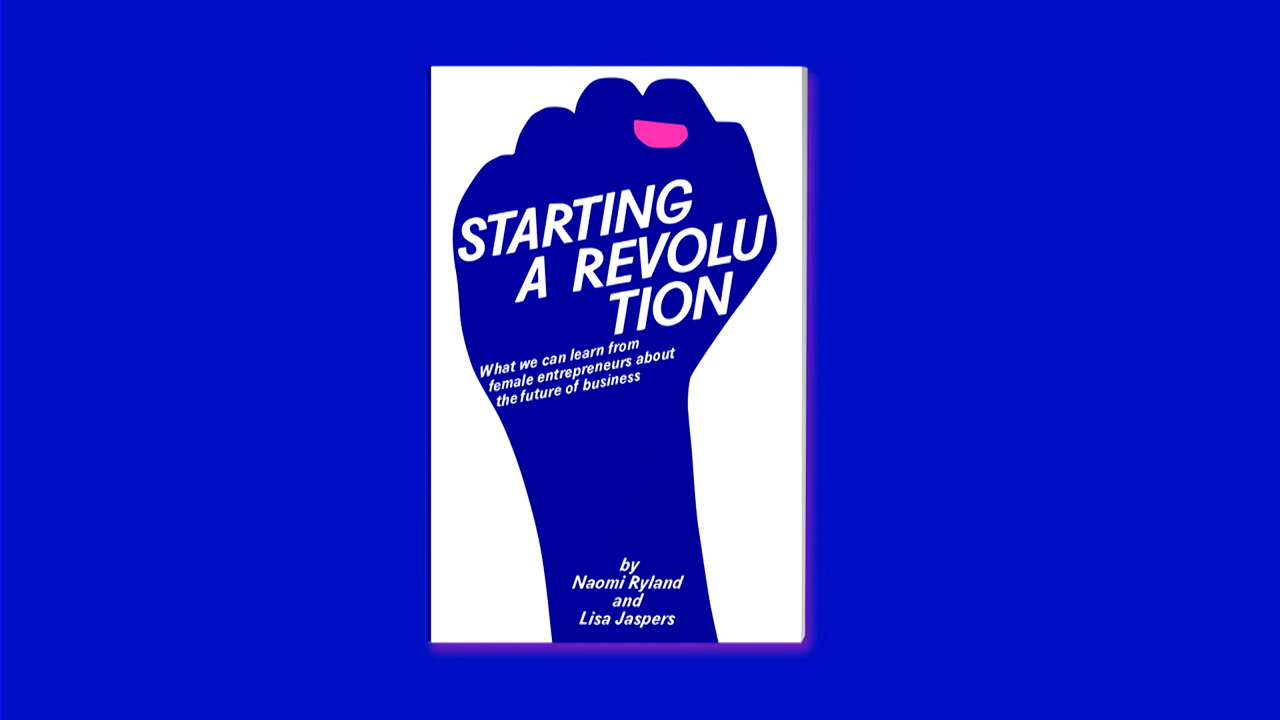 STARTING
A REVOLU
TION
What we can learn from
female entrepreneurs about
the future of business
by
Naomi Ryland
and
Lisa Jaspers